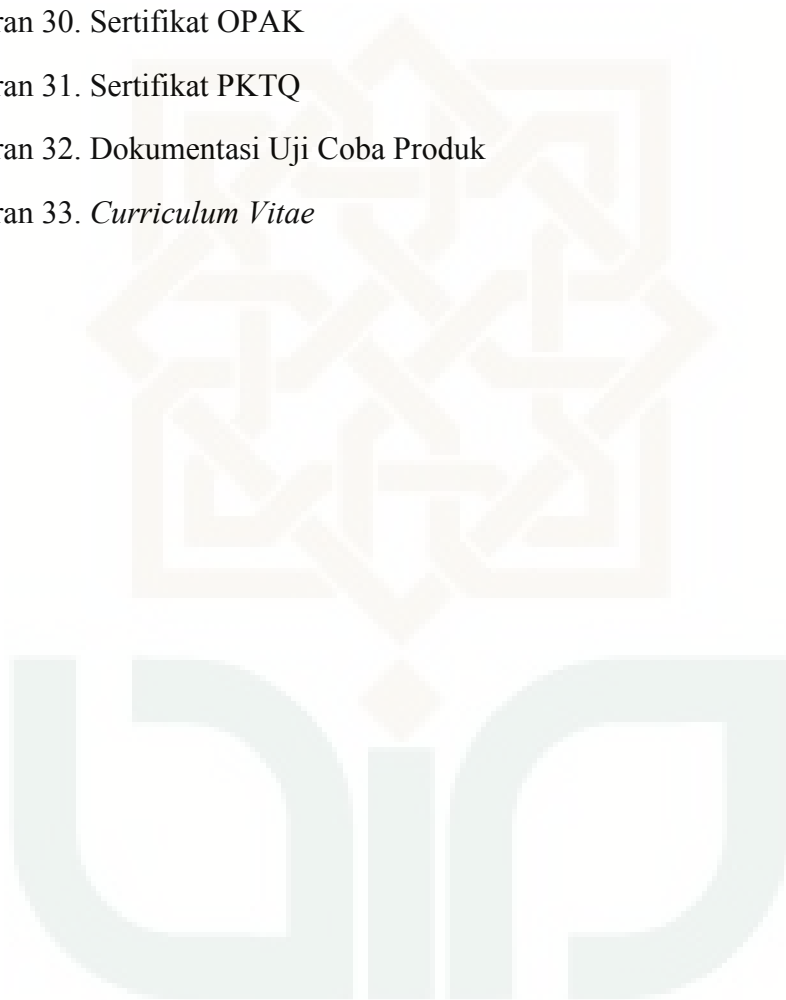 ran 30. Sertifikat OPAK
ran 31. Sertifikat PKTQ
ran 32. Dokumentasi Uji Coba Produk
ran 33. Curriculum Vitae